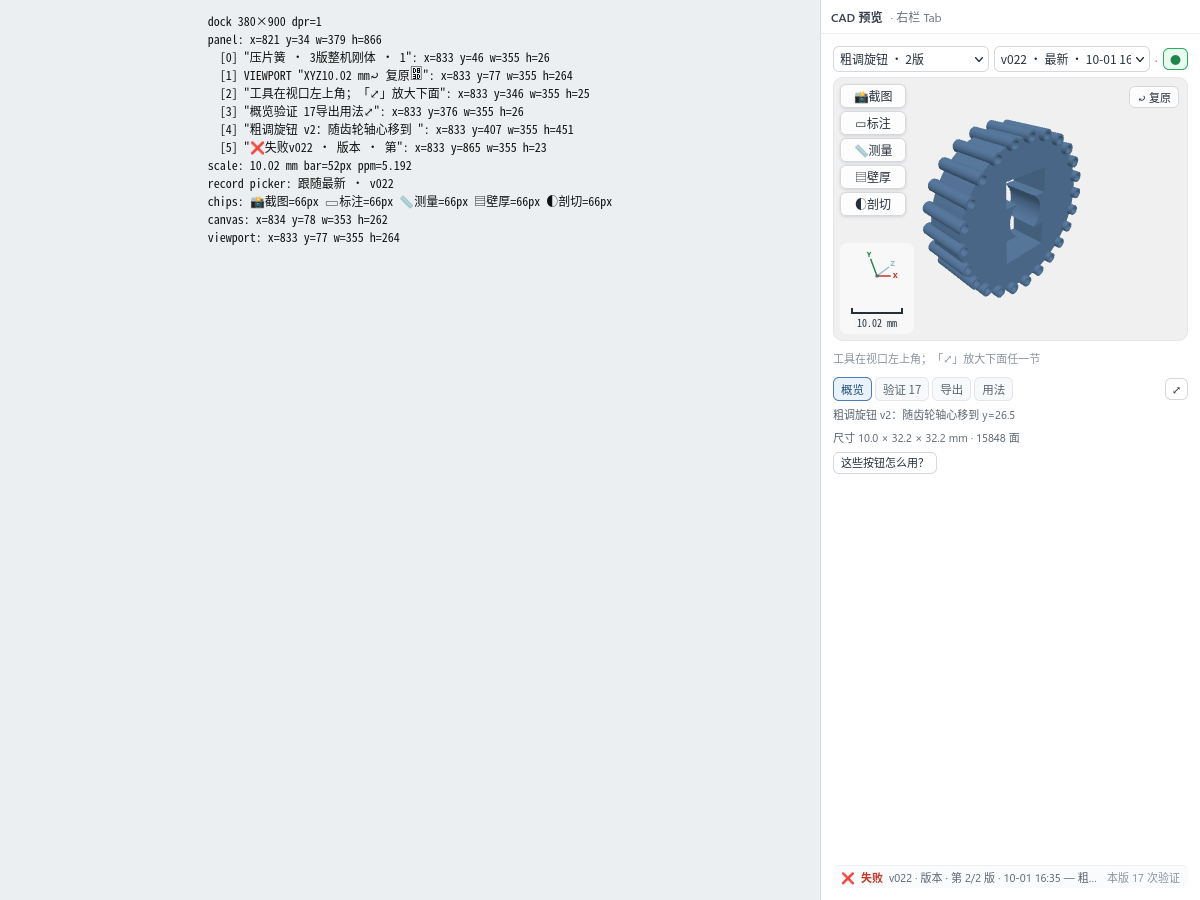 dock 380×900 dpr=1
panel: x=821 y=34 w=379 h=866
[0] "压片簧 · 3版整机刚体 · 1": x=833 y=46 w=355 h=26
[1] VIEWPORT "XYZ10.02 mm⤾ 复原": x=833 y=77 w=355 h=264
[2] "工具在视口左上角；「⤢」放大下面": x=833 y=346 w=355 h=25
[3] "概览验证 17导出用法⤢": x=833 y=376 w=355 h=26
[4] "粗调旋钮 v2：随齿轮轴心移到 ": x=833 y=407 w=355 h=451
[5] "❌失败v022 · 版本 · 第": x=833 y=865 w=355 h=23
scale: 10.02 mm bar=52px ppm=5.192
record picker: 跟随最新 · v022
chips: 📸截图=66px ▭标注=66px 📏测量=66px ▤壁厚=66px ◐剖切=66px
canvas: x=834 y=78 w=353 h=262
viewport: x=833 y=77 w=355 h=264
CAD 预览 · 右栏 Tab
粗调旋钮 · 2版 v022 · 最新 · 10-01 16
📸截图
⤾ 复原
▭标注
📏测量
▤壁厚
◐剖切
Y
Z
X
10.02 mm
工具在视口左上角；「⤢」放大下面任一节
概览 验证 17 导出 用法 ⤢
粗调旋钮 v2：随齿轮轴心移到 y=26.5
尺寸 10.0 × 32.2 × 32.2 mm · 15848 面
这些按钮怎么用？
❌ 失败 v022 · 版本 · 第 2/2 版 · 10-01 16:35 — 粗... 本版 17 次验证